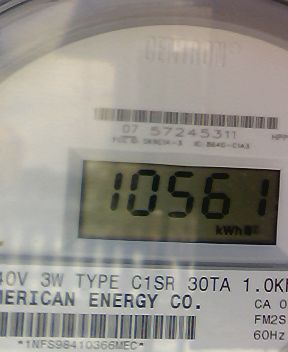 CENTRON®
07 57245311
10561
kWh
40V 3W TYPE C1SR 30TA 1.0K
MERICAN ENERGY CO.
CA 0
FM2S
60Hz
*1NFS98410366MEC*